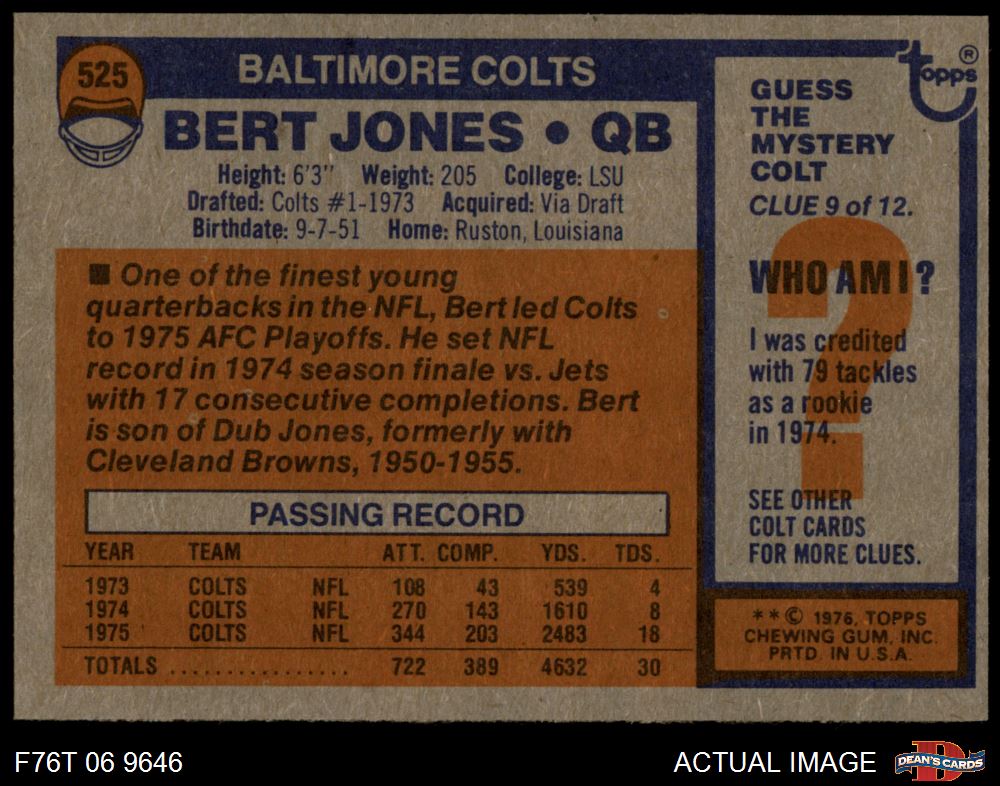 525
BALTIMORE COLTS
BERT JONES • QB
Height: 6'3" Weight: 205 College: LSU
Drafted: Colts #1-1973 Acquired: Via Draft
Birthdate: 9-7-51 Home: Ruston, Louisiana
■ One of the finest young
quarterbacks in the NFL, Bert led Colts
to 1975 AFC Playoffs. He set NFL
record in 1974 season finale vs. Jets
with 17 consecutive completions. Bert
is son of Dub Jones, formerly with
Cleveland Browns, 1950-1955.
PASSING RECORD
YEAR TEAM ATT. COMP. YDS. TDS.
1973 COLTS NFL 108 43 539 4
1974 COLTS NFL 270 143 1610 8
1975 COLTS NFL 344 203 2483 18
TOTALS ................ 722 389 4632 30
topps ®
GUESS
THE
MYSTERY
COLT
CLUE 9 of 12.
?
WHO AM I?
I was credited
with 79 tackles
as a rookie
in 1974.
SEE OTHER
COLT CARDS
FOR MORE CLUES.
* * © 1976, TOPPS
CHEWING GUM, INC.
PRTD. IN U.S.A.
F76T 06 9646
ACTUAL IMAGE
D
DEAN'S CARDS